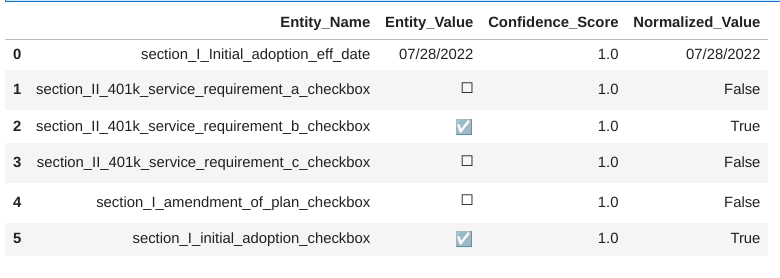 Entity_Name Entity_Value Confidence_Score Normalized_Value
0 section_I_Initial_adoption_eff_date 07/28/2022 1.0 07/28/2022
1 section_II_401k_service_requirement_a_checkbox ☐ 1.0 False
2 section_II_401k_service_requirement_b_checkbox ☑ 1.0 True
3 section_II_401k_service_requirement_c_checkbox ☐ 1.0 False
4 section_I_amendment_of_plan_checkbox ☐ 1.0 False
5 section_I_initial_adoption_checkbox ☑ 1.0 True